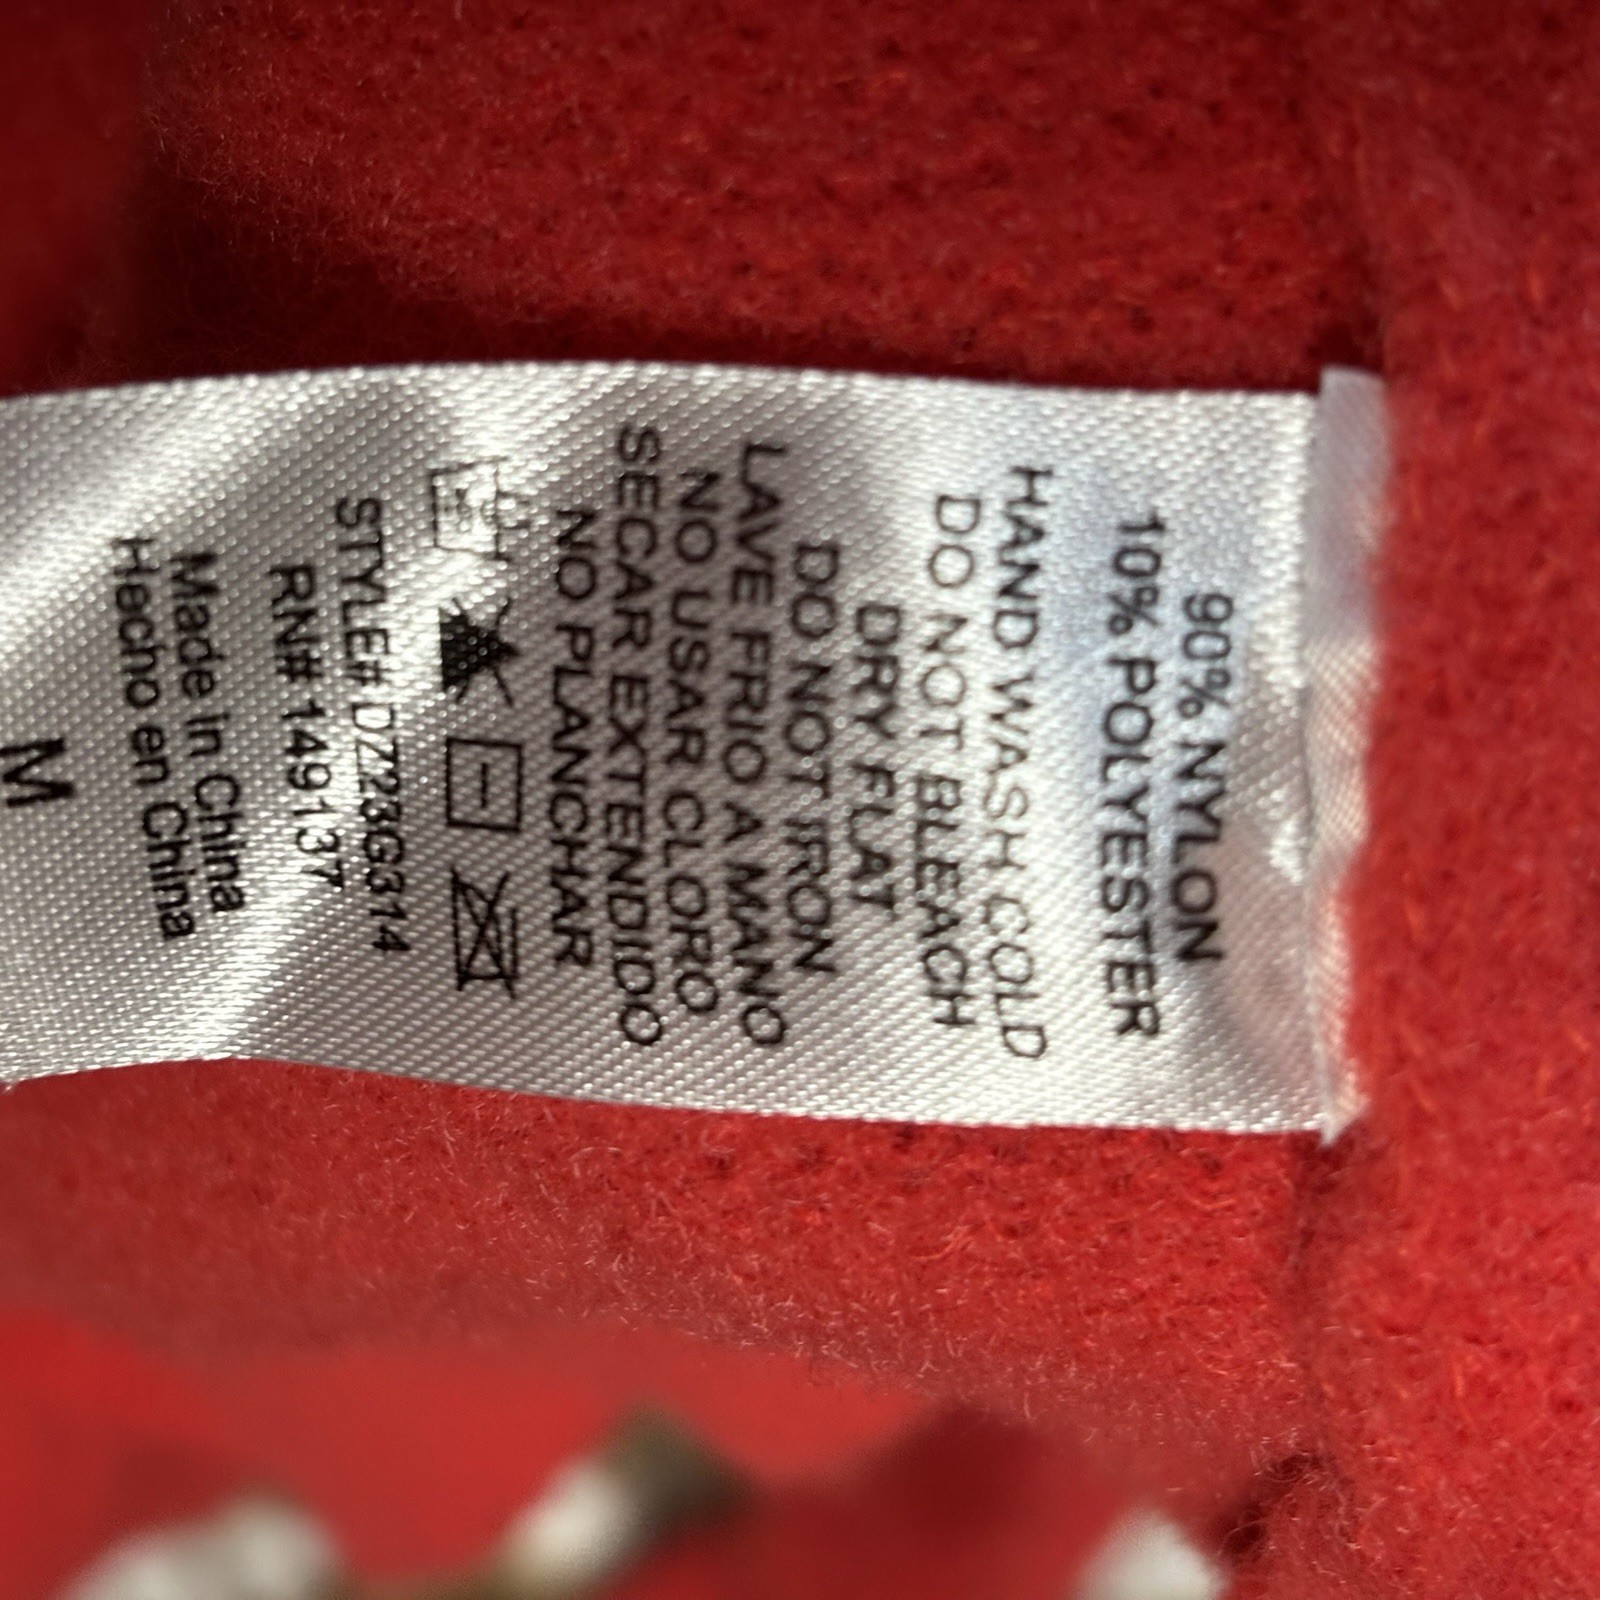 90% NYLON
10% POLYESTER
HAND WASH COLD
DO NOT BLEACH
DRY FLAT
DO NOT IRON
LAVE FRIO A MANO
NO USAR CLORO
SECAR EXTENDIDO
NO PLANCHAR
STYLE# DZ23G314
RN# 149137
Made in China
Hecho en China
M